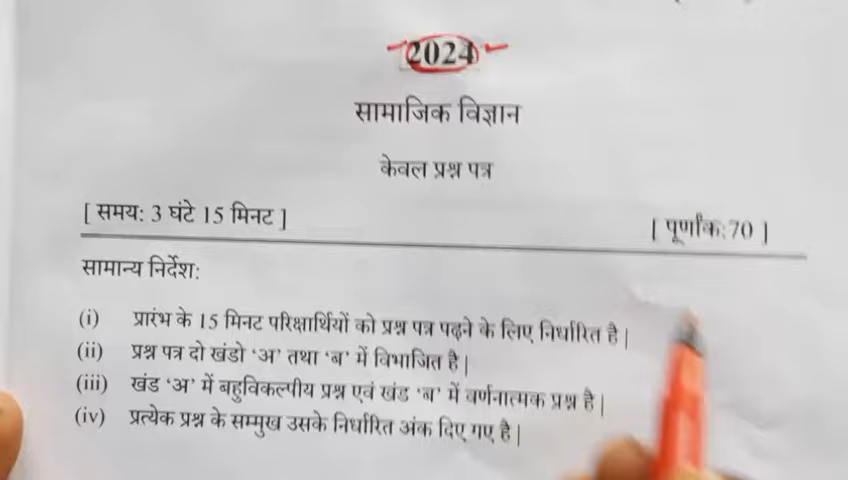 2024
सामाजिक विज्ञान
केवल प्रश्न पत्र
[ समय: 3 घंटे 15 मिनट ]
[ पूर्णांक:70 ]
सामान्य निर्देश:
(i) प्रारंभ के 15 मिनट परिक्षार्थियों को प्रश्न पत्र पढ़ने के लिए निर्धारित है |
(ii) प्रश्न पत्र दो खंडो ‘अ’ तथा ‘ब’ में विभाजित है |
(iii) खंड ‘अ’ में बहुविकल्पीय प्रश्न एवं खंड ‘ब’ में वर्णनात्मक प्रश्न है |
(iv) प्रत्येक प्रश्न के सम्मुख उसके निर्धारित अंक दिए गए है |